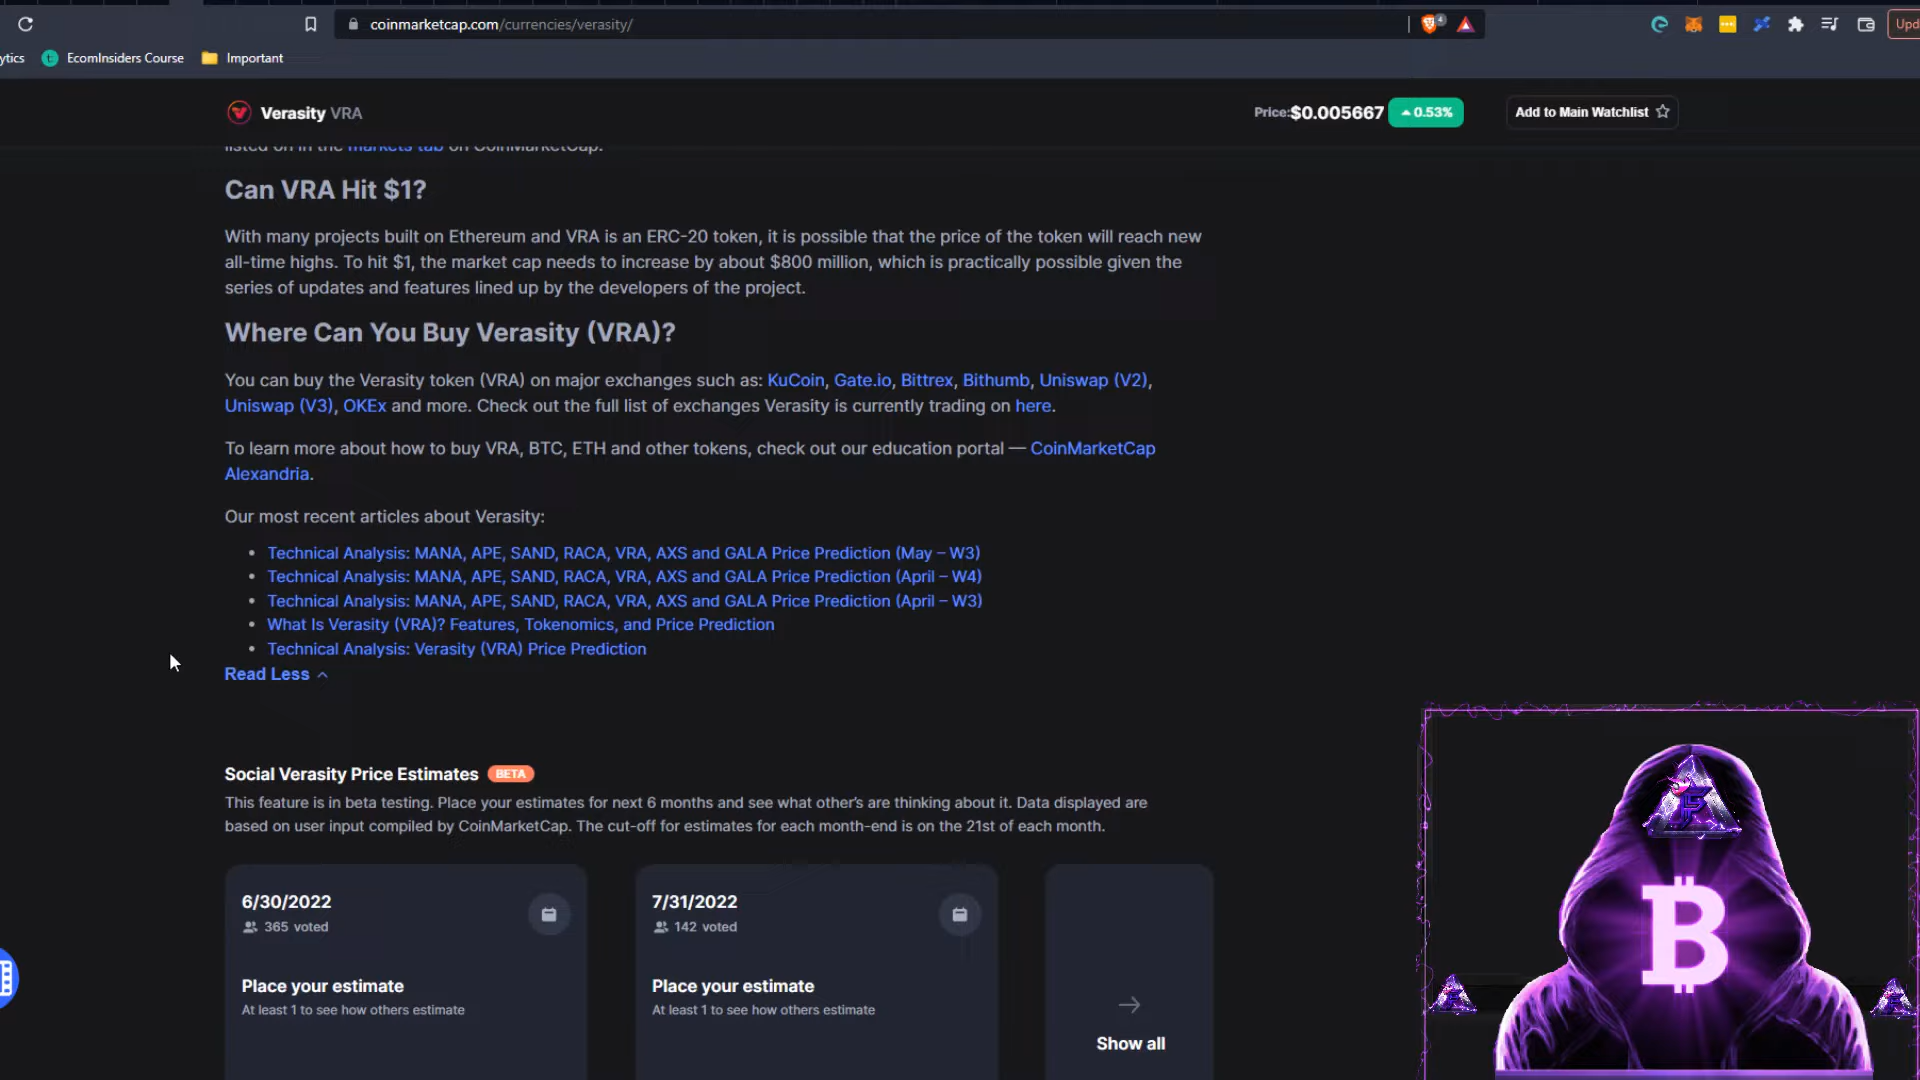 coinmarketcap.com/currencies/verasity/
4
Upd
ytics
EcomInsiders Course
Important
Verasity VRA
Price:$0.005667
0.53%
Add to Main Watchlist
listed on in the markets tab on CoinMarketCap.
Can VRA Hit $1?
With many projects built on Ethereum and VRA is an ERC-20 token, it is possible that the price of the token will reach new
all-time highs. To hit $1, the market cap needs to increase by about $800 million, which is practically possible given the
series of updates and features lined up by the developers of the project.
Where Can You Buy Verasity (VRA)?
You can buy the Verasity token (VRA) on major exchanges such as: KuCoin, Gate.io, Bittrex, Bithumb, Uniswap (V2),
Uniswap (V3), OKEx and more. Check out the full list of exchanges Verasity is currently trading on here.
To learn more about how to buy VRA, BTC, ETH and other tokens, check out our education portal — CoinMarketCap
Alexandria.
Our most recent articles about Verasity:
• Technical Analysis: MANA, APE, SAND, RACA, VRA, AXS and GALA Price Prediction (May – W3)
• Technical Analysis: MANA, APE, SAND, RACA, VRA, AXS and GALA Price Prediction (April – W4)
• Technical Analysis: MANA, APE, SAND, RACA, VRA, AXS and GALA Price Prediction (April – W3)
• What Is Verasity (VRA)? Features, Tokenomics, and Price Prediction
• Technical Analysis: Verasity (VRA) Price Prediction
Read Less
Social Verasity Price Estimates BETA
This feature is in beta testing. Place your estimates for next 6 months and see what other's are thinking about it. Data displayed are
based on user input compiled by CoinMarketCap. The cut-off for estimates for each month-end is on the 21st of each month.
6/30/2022
365 voted
Place your estimate
At least 1 to see how others estimate
7/31/2022
142 voted
Place your estimate
At least 1 to see how others estimate
Show all